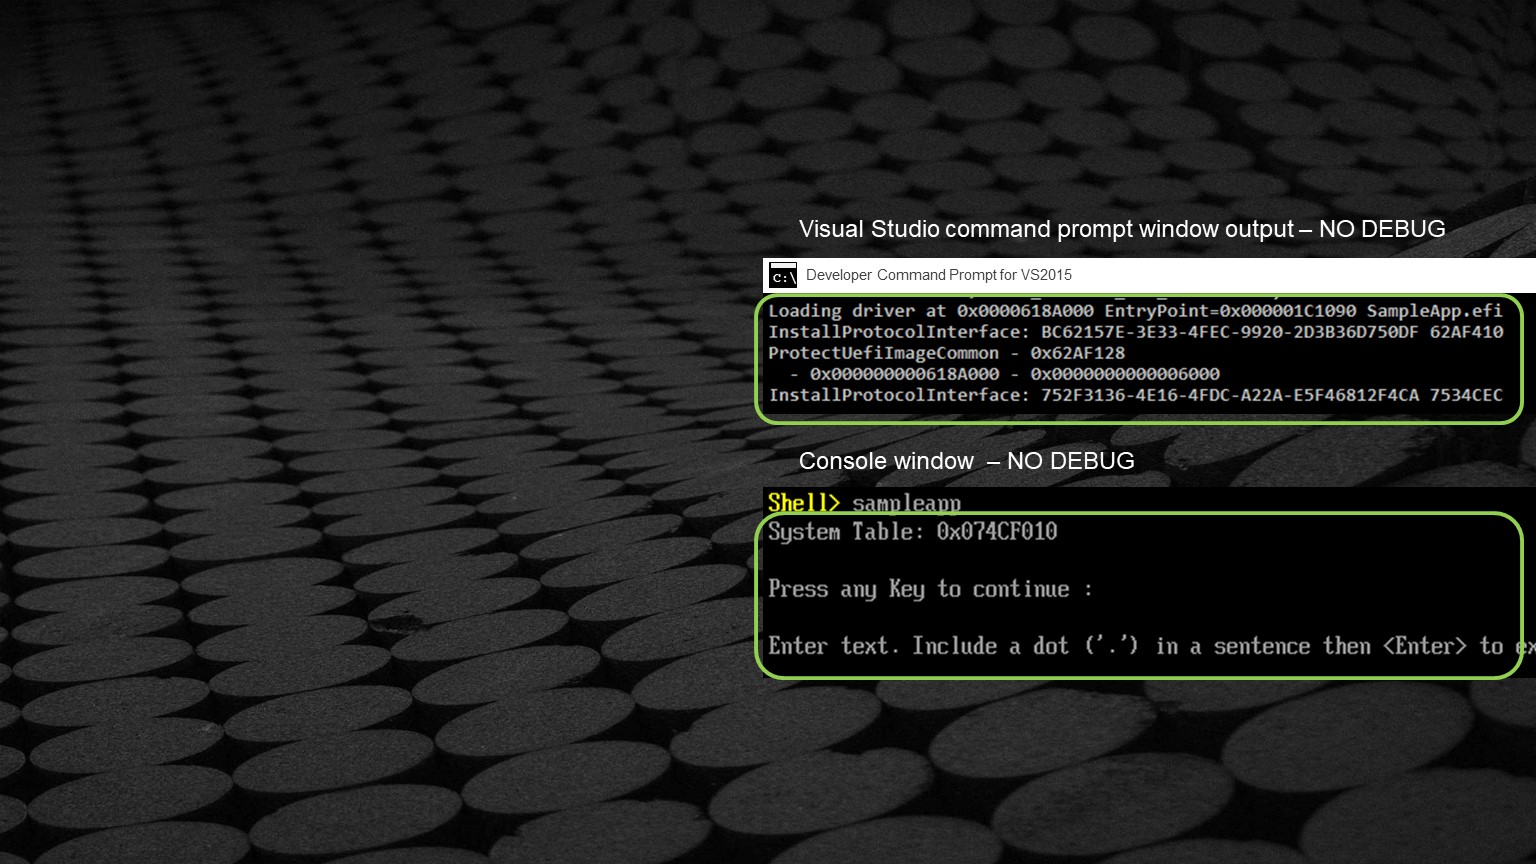 Visual Studio command prompt window output – NO DEBUG
C:\
Developer Command Prompt for VS2015
Loading driver at 0x0000618A000 EntryPoint=0x000001C1090 SampleApp.efi
InstallProtocolInterface: BC62157E-3E33-4FEC-9920-2D3B36D750DF 62AF410
ProtectUefiImageCommon - 0x62AF128
- 0x000000000618A000 - 0x0000000000006000
InstallProtocolInterface: 752F3136-4E16-4FDC-A22A-E5F46812F4CA 7534CEC
Console window – NO DEBUG
Shell> sampleapp
System Table: 0x074CF010
Press any Key to continue :
Enter text. Include a dot ('.') in a sentence then <Enter> to ex